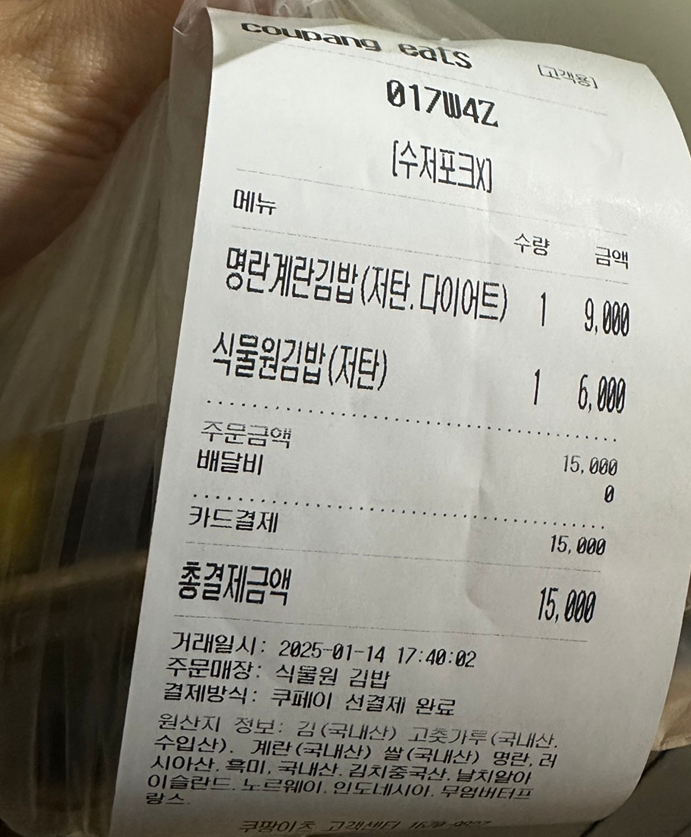 coupang eats
[고객용]
017W4Z
[수저포크X]
메뉴 수량 금액
명란계란김밥(저탄.다이어트) 1 9,000
식물원김밥(저탄) 1 6,000
주문금액 15,000
배달비 0
카드결제 15,000
총결제금액 15,000
거래일시: 2025-01-14 17:40:02
주문매장: 식물원 김밥
결제방식: 쿠페이 선결제 완료
원산지 정보: 김(국내산) 고춧가루(국내산.
수입산). 계란(국내산) 쌀(국내산) 명란,러
시아산. 흑미, 국내산. 김치중국산. 날치알아
이슬란드. 노르웨이. 인도네시아. 무염버터프
랑스.
쿠팡이츠 고객센터